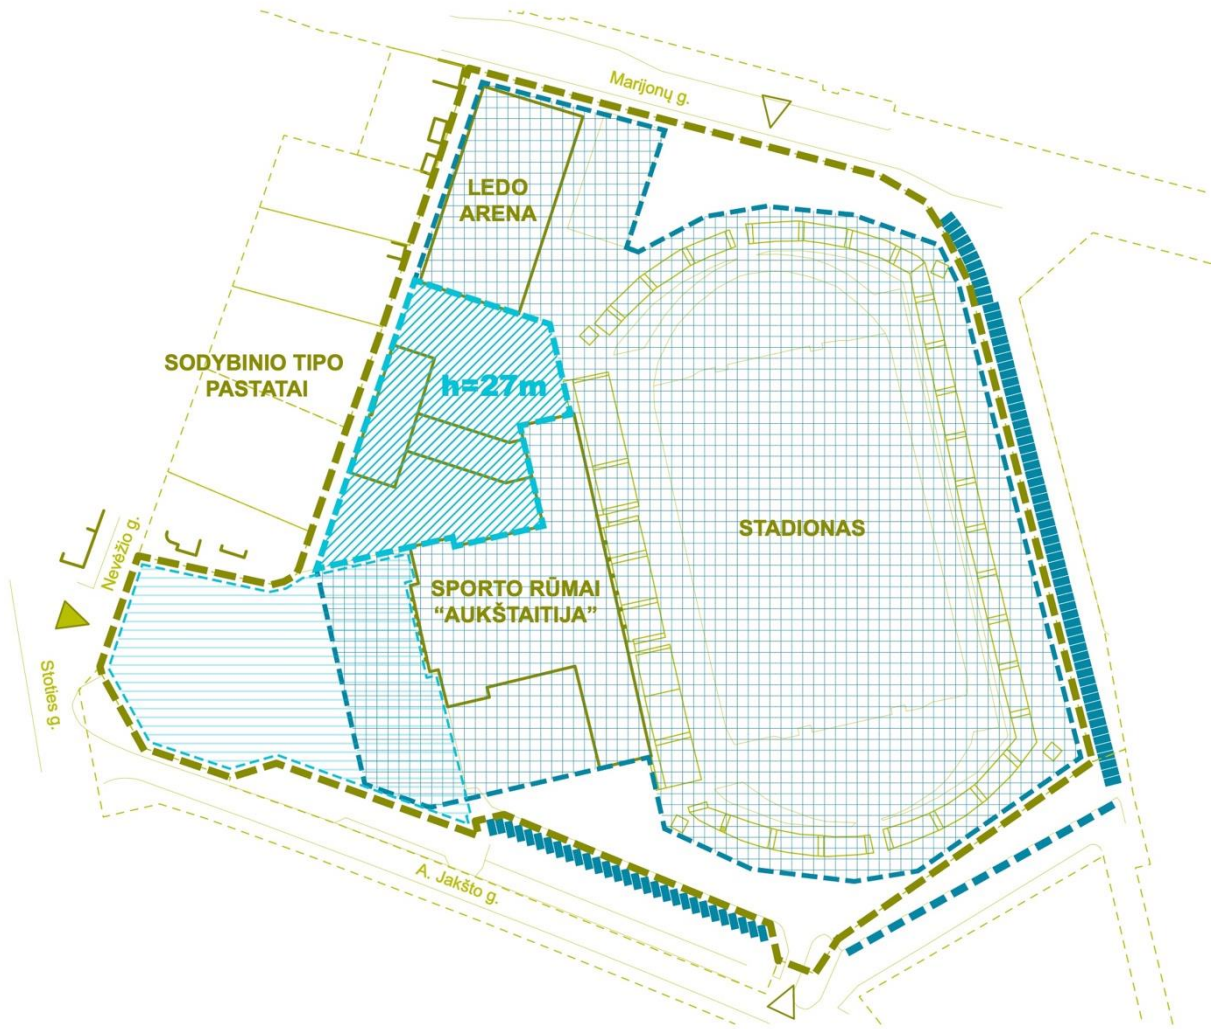 Marijonų g.
LEDO
ARENA
SODYBINIO TIPO
PASTATAI
h=27m
STADIONAS
Nevėžio g.
SPORTO RŪMAI
“AUKŠTAITIJA”
Stoties g.
A. Jakšto g.